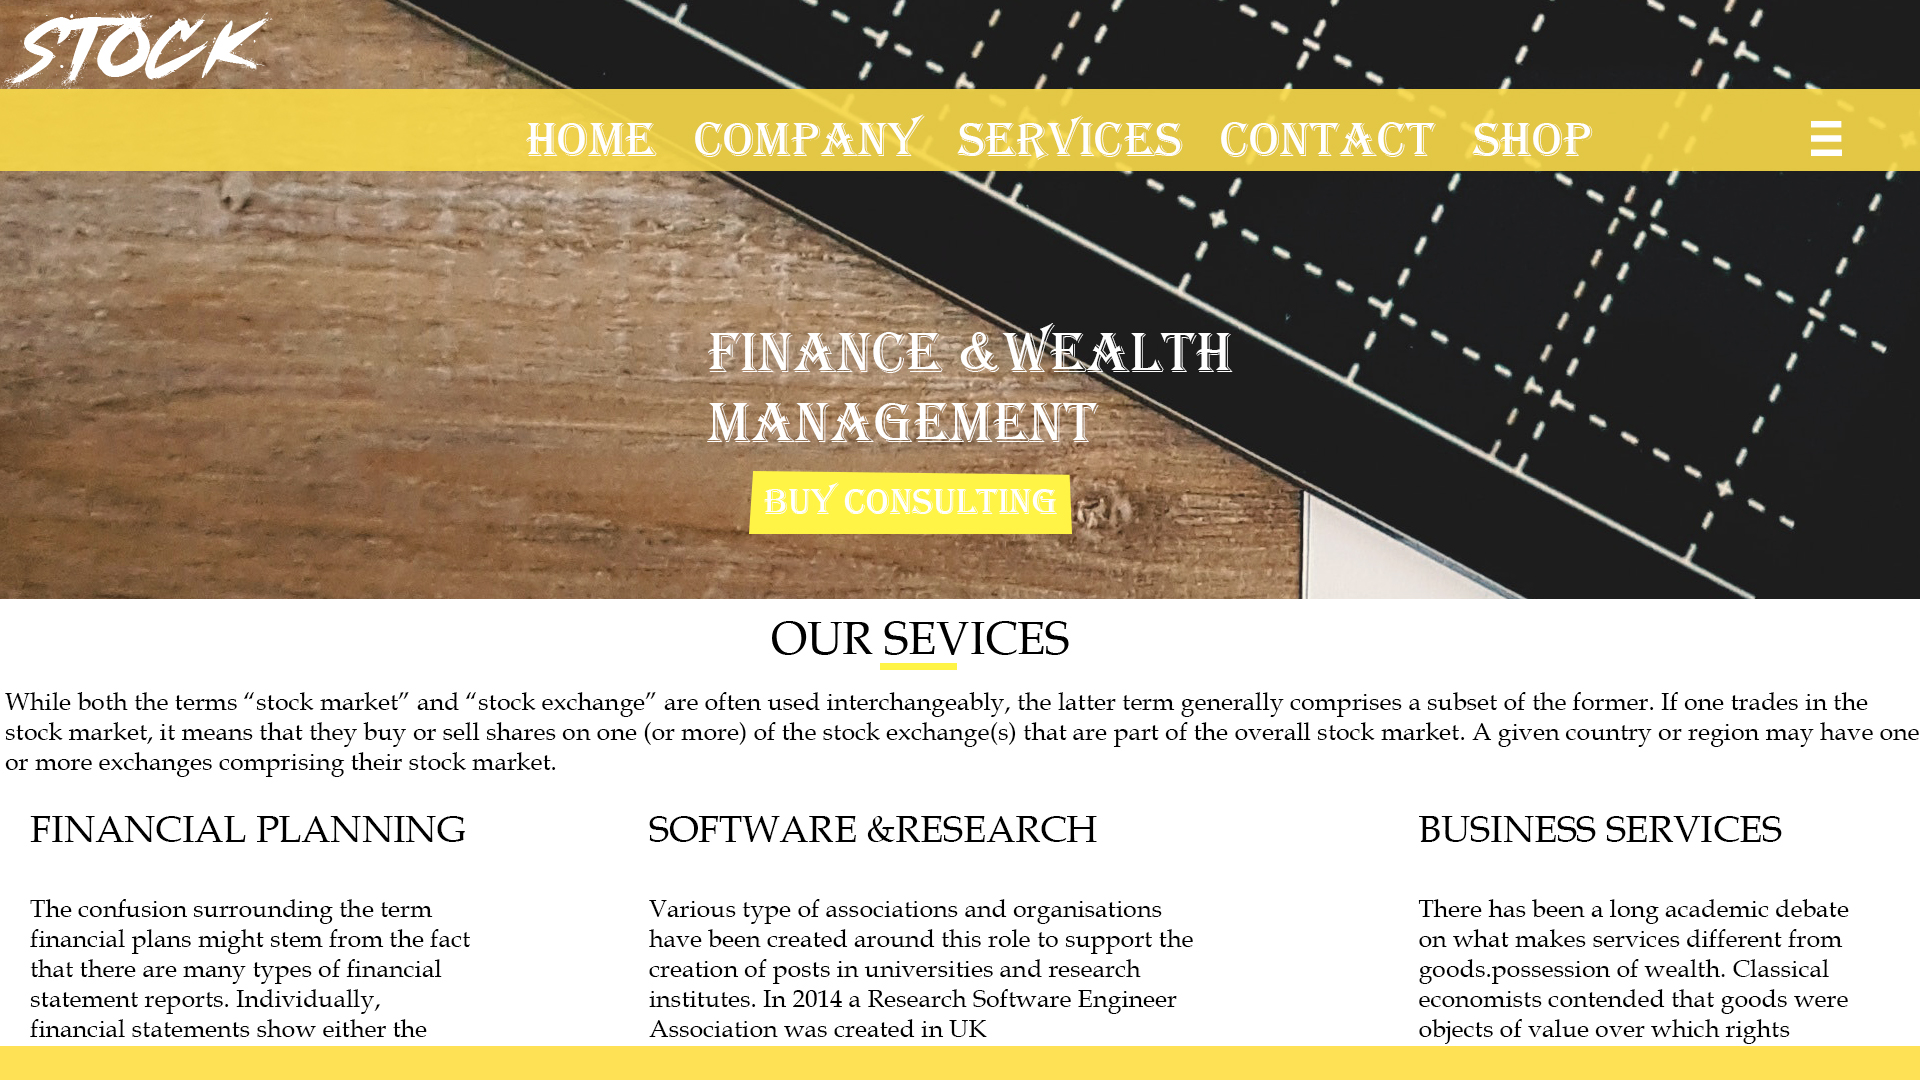 STOCK
HOME COMPANY SERVICES CONTACT SHOP
FINANCE & WEALTH
MANAGEMENT
BUY CONSULTING
OUR SEVICES
While both the terms “stock market” and “stock exchange” are often used interchangeably, the latter term generally comprises a subset of the former. If one trades in the
stock market, it means that they buy or sell shares on one (or more) of the stock exchange(s) that are part of the overall stock market. A given country or region may have one
or more exchanges comprising their stock market.
FINANCIAL PLANNING
The confusion surrounding the term
financial plans might stem from the fact
that there are many types of financial
statement reports. Individually,
financial statements show either the
SOFTWARE &RESEARCH
Various type of associations and organisations
have been created around this role to support the
creation of posts in universities and research
institutes. In 2014 a Research Software Engineer
Association was created in UK
BUSINESS SERVICES
There has been a long academic debate
on what makes services different from
goods.possession of wealth. Classical
economists contended that goods were
objects of value over which rights